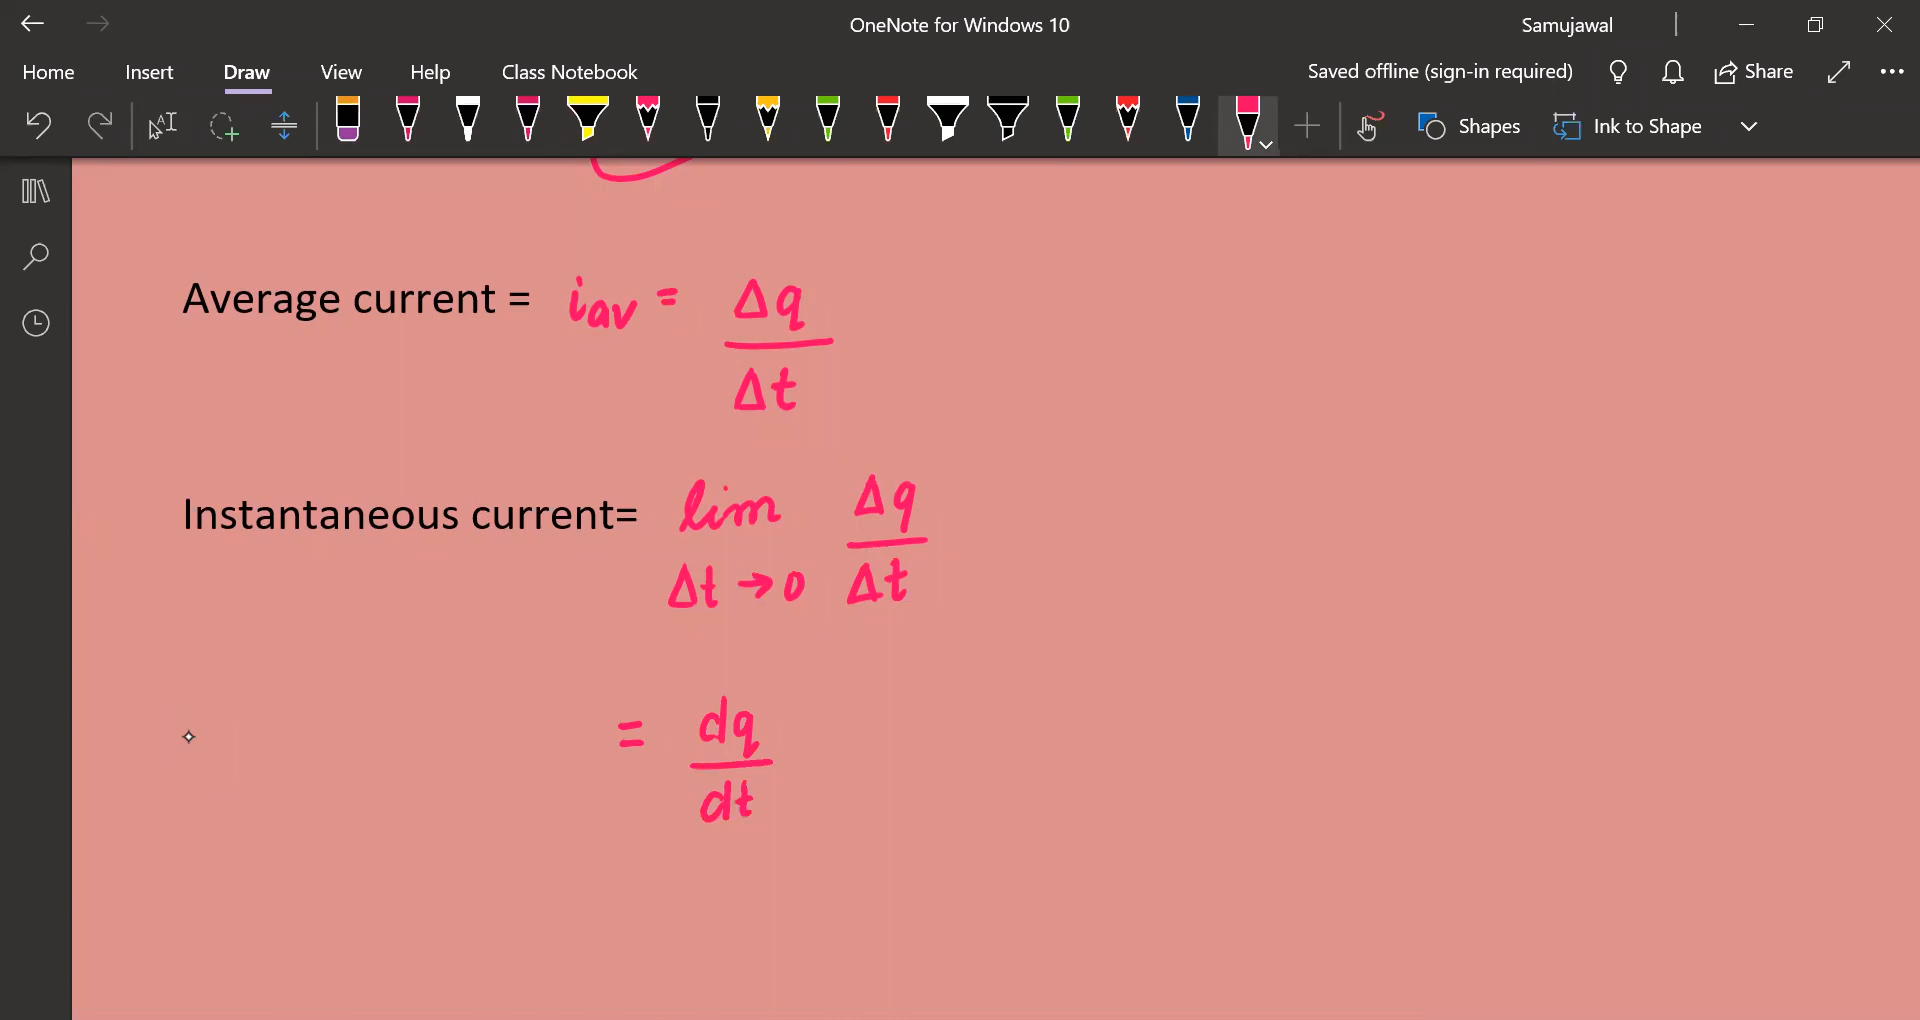 OneNote for Windows 10
Samujawal
Home Insert Draw View Help Class Notebook
Saved offline (sign-in required) Share
Shapes Ink to Shape
Average current = iav = Δq
Δt
Instantaneous current= lim Δq
Δt → 0 Δt
= dq
dt